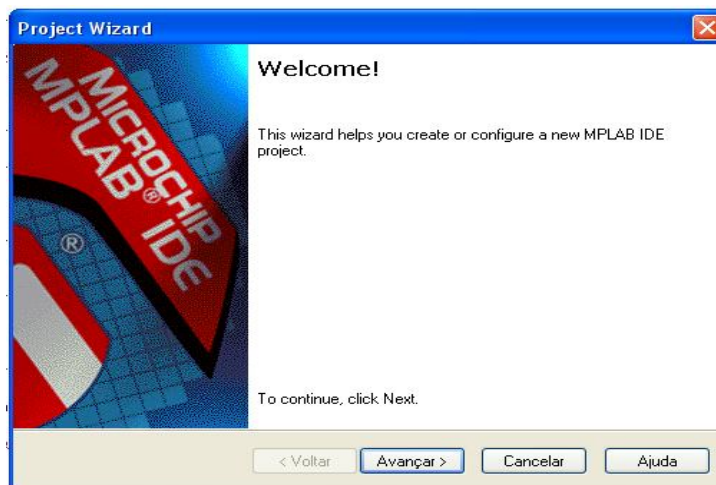 Project Wizard
MICROCHIP
MPLAB® IDE
®
Welcome!
This wizard helps you create or configure a new MPLAB IDE
project.
To continue, click Next.
< Voltar
Avançar >
Cancelar
Ajuda